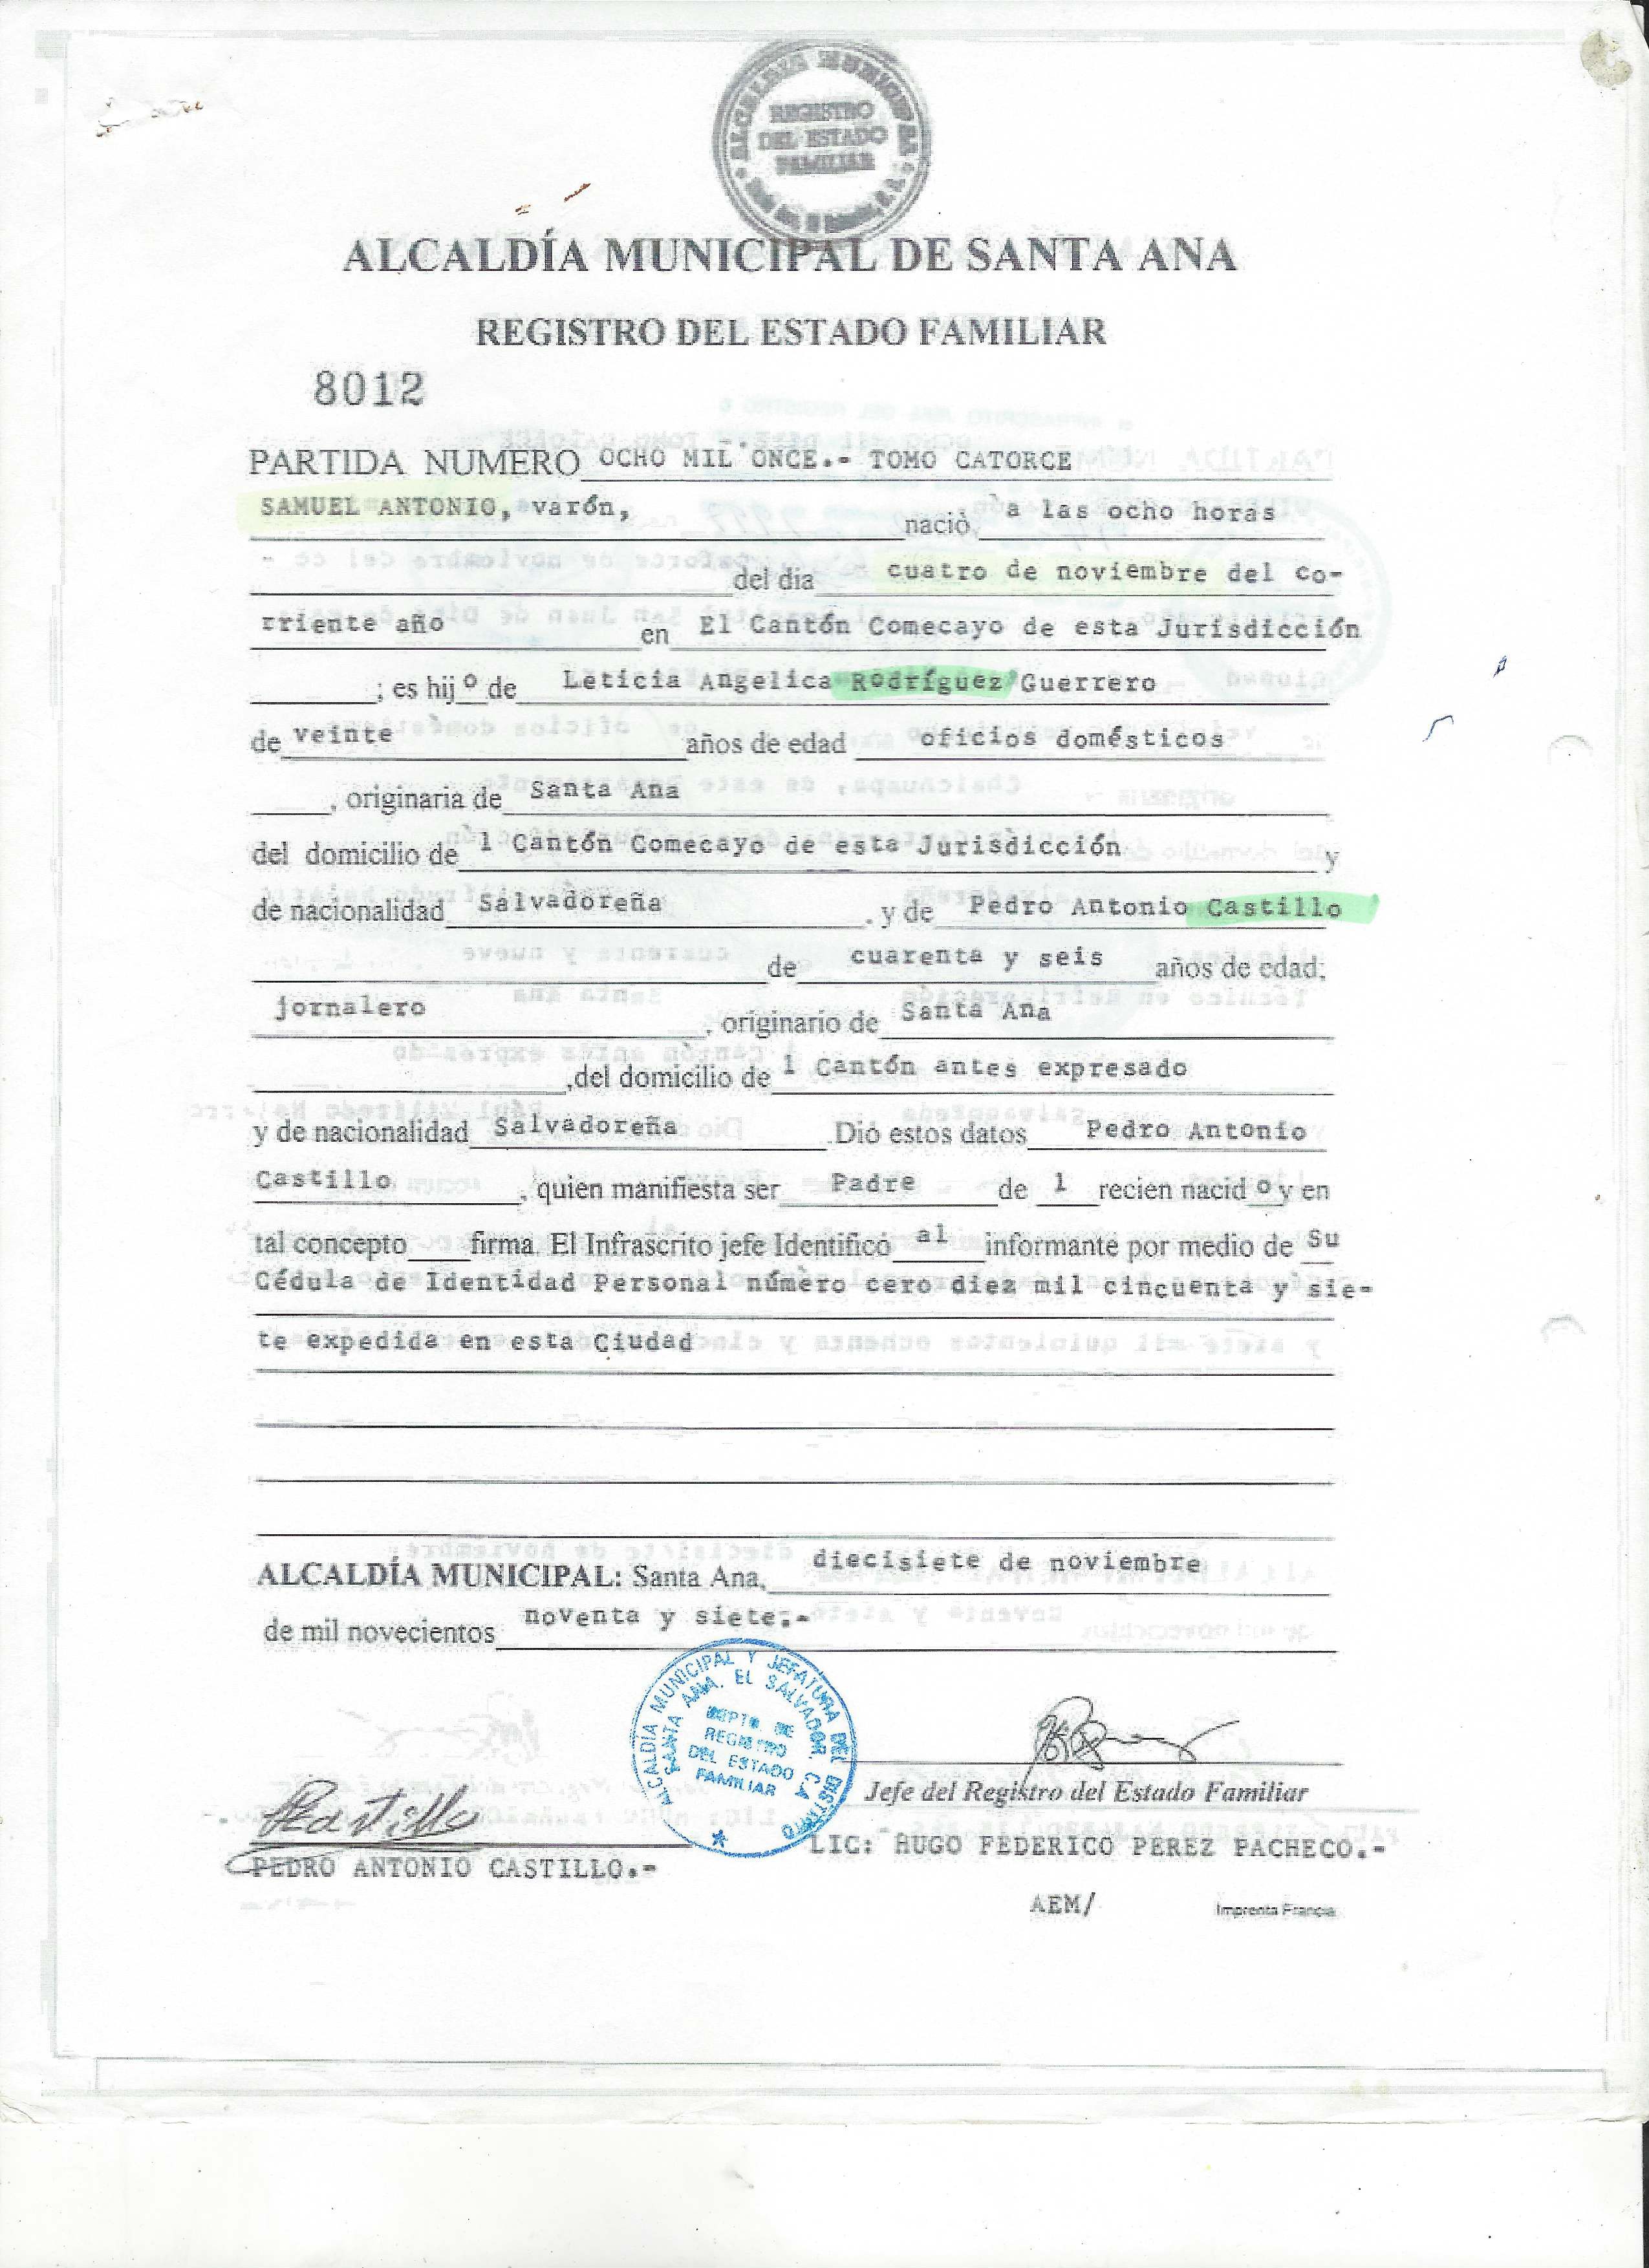 ALCALDIA MUNICIPAL
REGISTRO
DEL ESTADO
FAMILIAR
ALCALDÍA MUNICIPAL DE SANTA ANA
REGISTRO DEL ESTADO FAMILIAR
8012
PARTIDA NUMERO OCHO MIL ONCE.- TOMO CATORCE
SAMUEL ANTONIO, varón, nació a las ocho horas
del dia cuatro de noviembre del co-
rriente año en El Cantón Comecayo de esta Jurisdicción
; es hij o de Leticia Angelica Rodríguez Guerrero
de veinte años de edad oficios domésticos
, originaria de Santa Ana
del domicilio de l Cantón Comecayo de esta Jurisdicción y
de nacionalidad Salvadoreña . y de Pedro Antonio Castillo
de cuarenta y seis años de edad;
jornalero , originario de Santa Ana
,del domicilio de l Cantón antes expresado
y de nacionalidad Salvadoreña .Dió estos datos Pedro Antonio
Castillo , quien manifiesta ser Padre de l recien nacid o y en
tal concepto firma. El Infrascrito jefe Identificó al informante por medio de Su
Cédula de Identidad Personal número cero diez mil cincuenta y sie-
te expedida en esta Ciudad
ALCALDÍA MUNICIPAL: Santa Ana, diecisiete de noviembre
de mil novecientos noventa y siete.-
ALCALDIA MUNICIPAL Y JEFATURA DEL DISTRITO
SANTA ANA, EL SALVADOR, C.A
DEPTO. DE
REGISTRO
DEL ESTADO
FAMILIAR
Jefe del Registro del Estado Familiar
PCastillo
LIC: HUGO FEDERICO PEREZ PACHECO.-
PEDRO ANTONIO CASTILLO.-
AEM/
Imprenta Francia